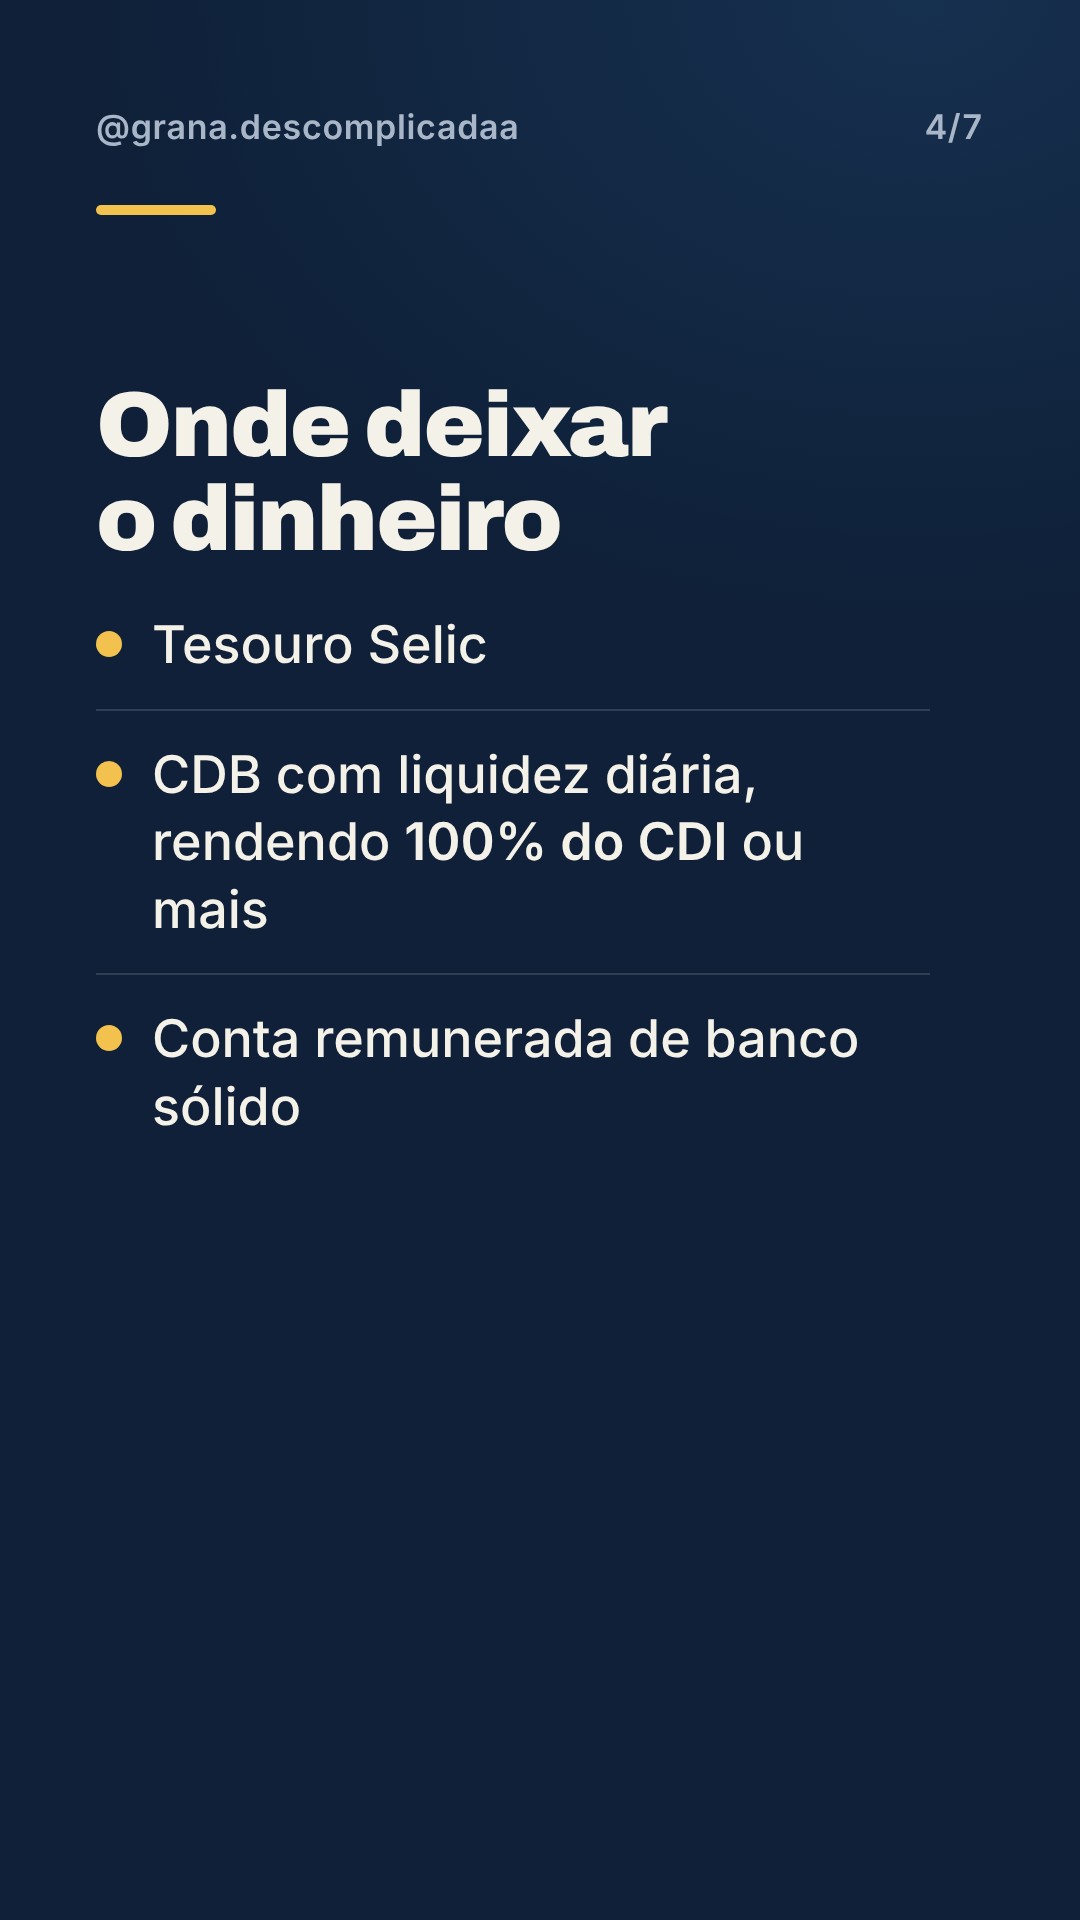 @grana.descomplicadaa 4/7
Onde deixar
o dinheiro
Tesouro Selic
CDB com liquidez diária,
rendendo 100% do CDI ou
mais
Conta remunerada de banco
sólido